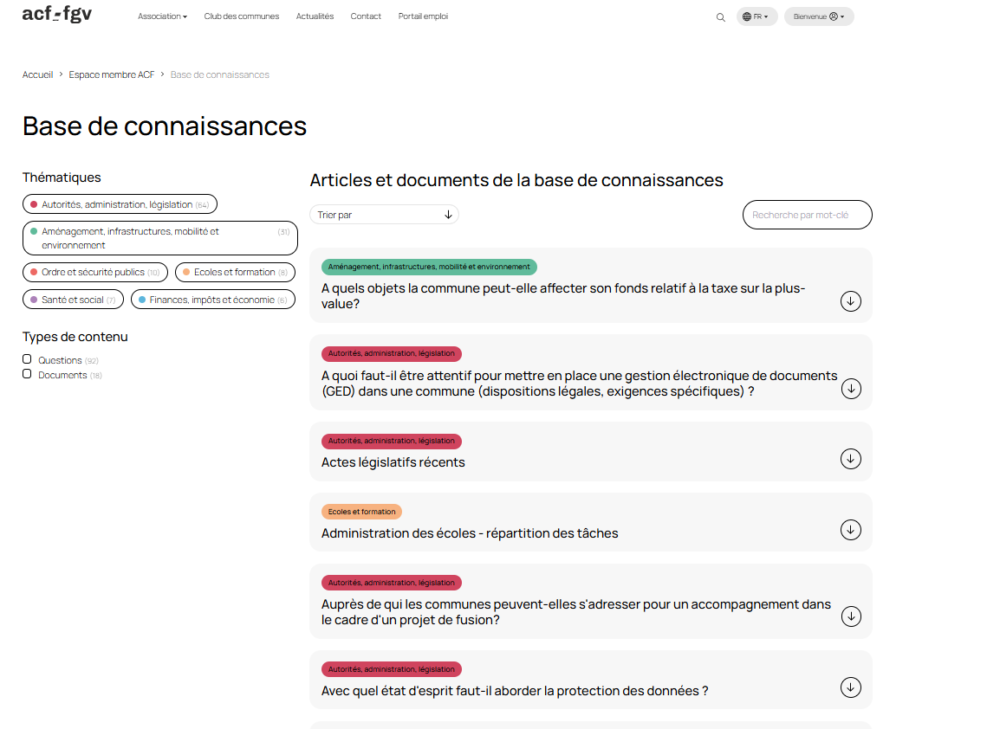 acf-fgv
Association
Club des communes
Actualités
Contact
Portail emploi
FR
Bienvenue
Accueil > Espace membre ACF > Base de connaissances
Base de connaissances
Thématiques
Autorités, administration, législation (64)
Aménagement, infrastructures, mobilité et (31)
environnement
Ordre et sécurité publics (10)
Ecoles et formation (8)
Santé et social (7)
Finances, impôts et économie (6)
Types de contenu
Questions (92)
Documents (18)
Articles et documents de la base de connaissances
Trier par
Recherche par mot-clé
Aménagement, infrastructures, mobilité et environnement
A quels objets la commune peut-elle affecter son fonds relatif à la taxe sur la plus-
value?
Autorités, administration, législation
A quoi faut-il être attentif pour mettre en place une gestion électronique de documents
(GED) dans une commune (dispositions légales, exigences spécifiques) ?
Autorités, administration, législation
Actes législatifs récents
Ecoles et formation
Administration des écoles - répartition des tâches
Autorités, administration, législation
Auprès de qui les communes peuvent-elles s'adresser pour un accompagnement dans
le cadre d'un projet de fusion?
Autorités, administration, législation
Avec quel état d'esprit faut-il aborder la protection des données ?